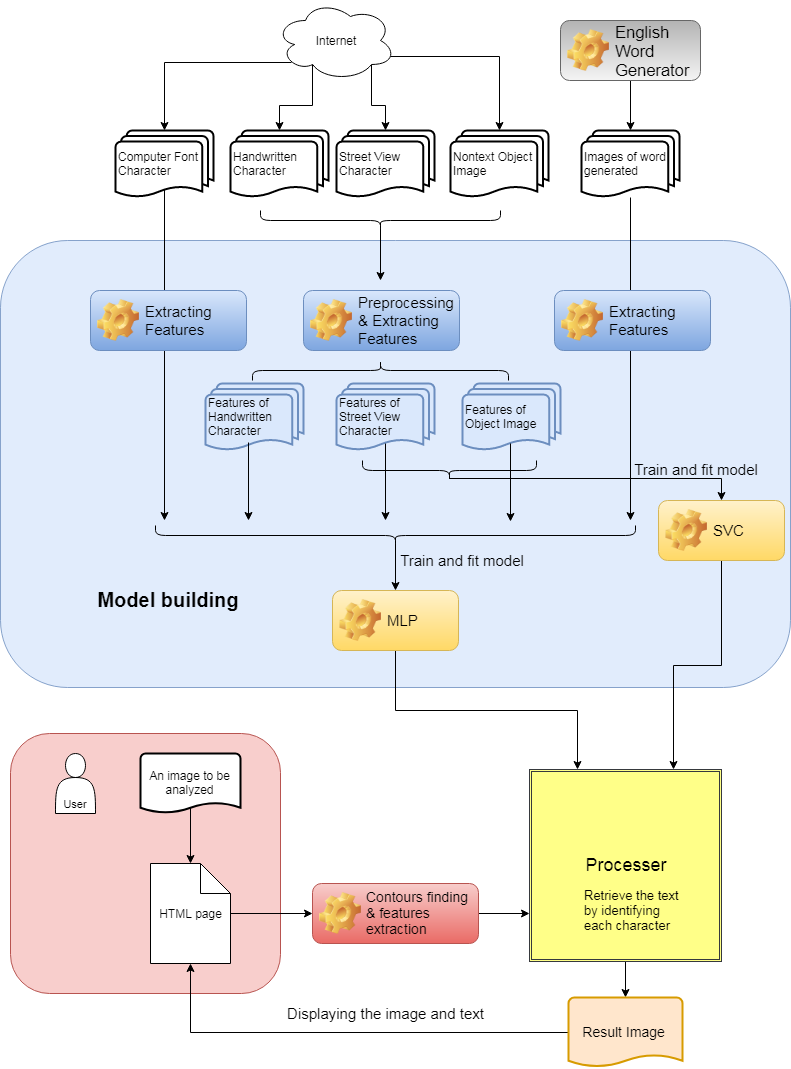 Internet
English
Word
Generator
Computer Font
Character
Handwritten
Character
Street View
Character
Nontext Object
Image
Images of word
generated
Extracting
Features
Preprocessing
& Extracting
Features
Extracting
Features
Features of
Handwritten
Character
Features of
Street View
Character
Features of
Object Image
Train and fit model
SVC
Train and fit model
Model building
MLP
User
An image to be
analyzed
HTML page
Contours finding
& features
extraction
Processer
Retrieve the text
by identifying
each character
Displaying the image and text
Result Image